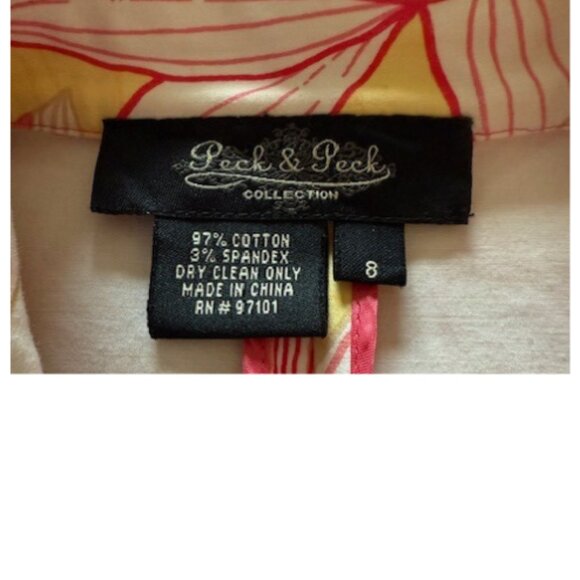 Peck & Peck
COLLECTION
97% COTTON
3% SPANDEX
DRY CLEAN ONLY
MADE IN CHINA
RN # 97101
8